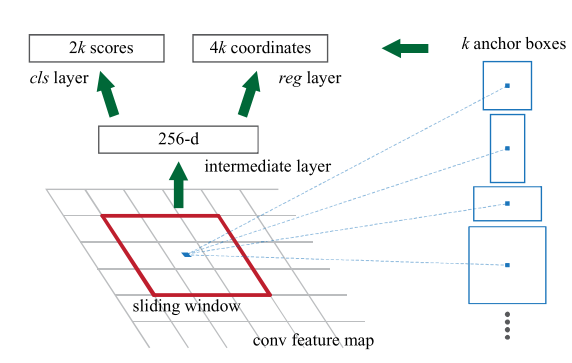 2k scores
4k coordinates
k anchor boxes
cls layer
reg layer
256-d
intermediate layer
sliding window
conv feature map